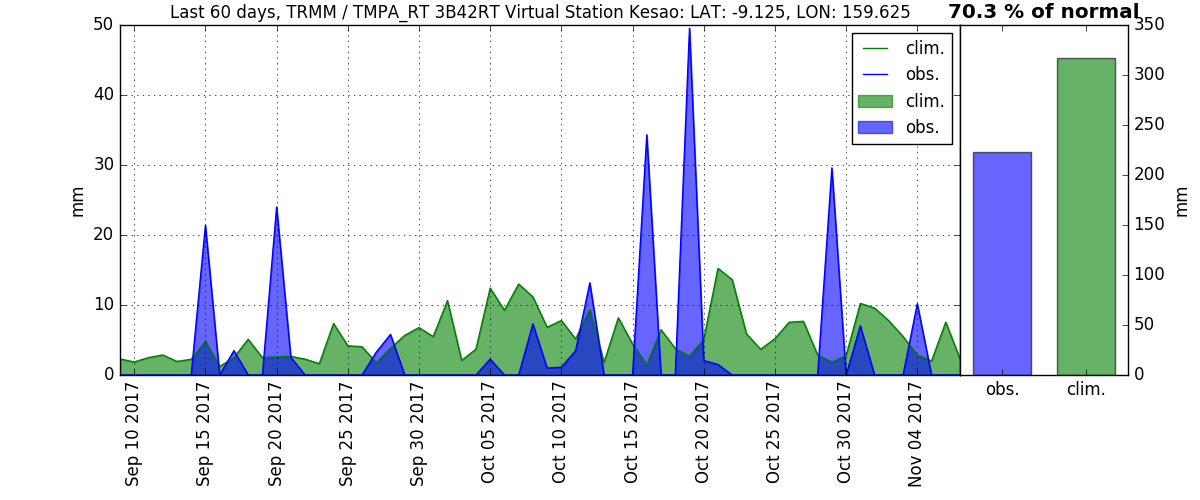 Last 60 days, TRMM / TMPA_RT 3B42RT Virtual Station Kesao: LAT: -9.125, LON: 159.625
70.3 % of normal
50
40
30
20
10
0
mm
clim.
obs.
clim.
obs.
350
300
250
200
150
100
50
0
mm
Sep 10 2017
Sep 15 2017
Sep 20 2017
Sep 25 2017
Sep 30 2017
Oct 05 2017
Oct 10 2017
Oct 15 2017
Oct 20 2017
Oct 25 2017
Oct 30 2017
Nov 04 2017
obs.
clim.